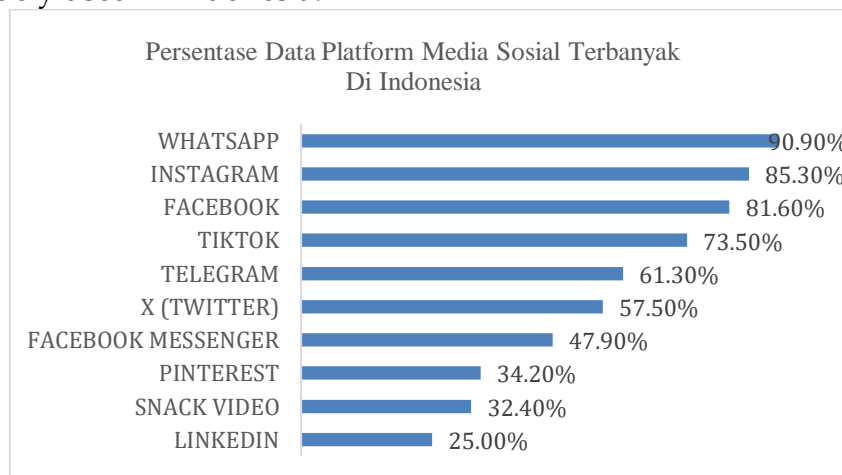 Persentase Data Platform Media Sosial Terbanyak
Di Indonesia
WHATSAPP 90.90%
INSTAGRAM 85.30%
FACEBOOK 81.60%
TIKTOK 73.50%
TELEGRAM 61.30%
X (TWITTER) 57.50%
FACEBOOK MESSENGER 47.90%
PINTEREST 34.20%
SNACK VIDEO 32.40%
LINKEDIN 25.00%